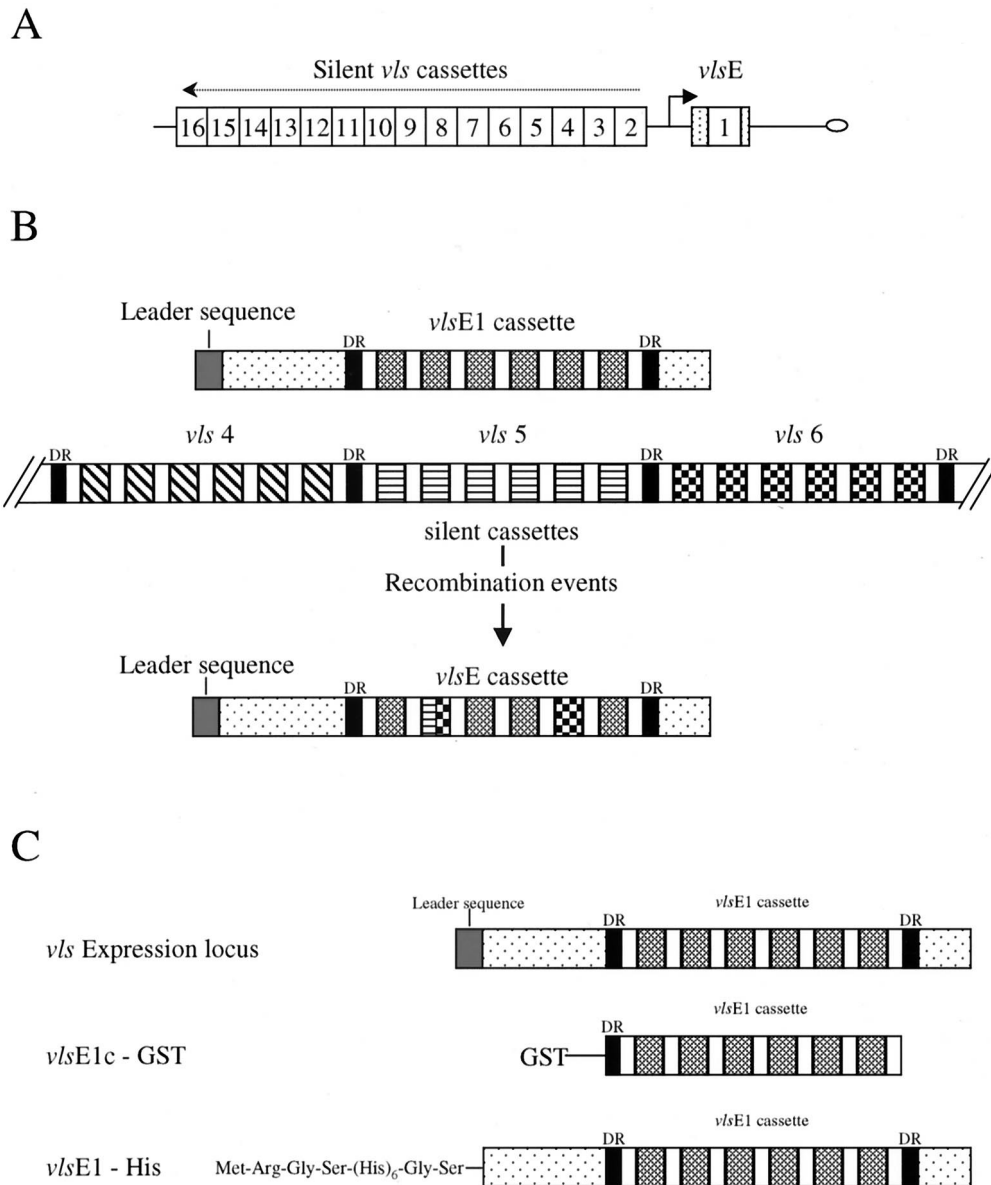 A
Silent vls cassettes
vlsE
16 15 14 13 12 11 10 9 8 7 6 5 4 3 2 1
B
Leader sequence
vlsE1 cassette
DR DR
vls 4 vls 5 vls 6
DR DR DR DR
silent cassettes
Recombination events
Leader sequence
vlsE cassette
DR DR
C
Leader sequence
vlsE1 cassette
DR DR
vls Expression locus
vlsE1 cassette
DR
vlsE1c - GST
GST
vlsE1 cassette
DR DR
vlsE1 - His
Met-Arg-Gly-Ser-(His)₆-Gly-Ser